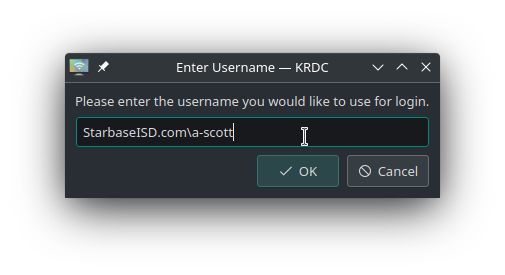 Enter Username — KRDC
Please enter the username you would like to use for login.
StarbaseISD.com\a-scott
OK
Cancel